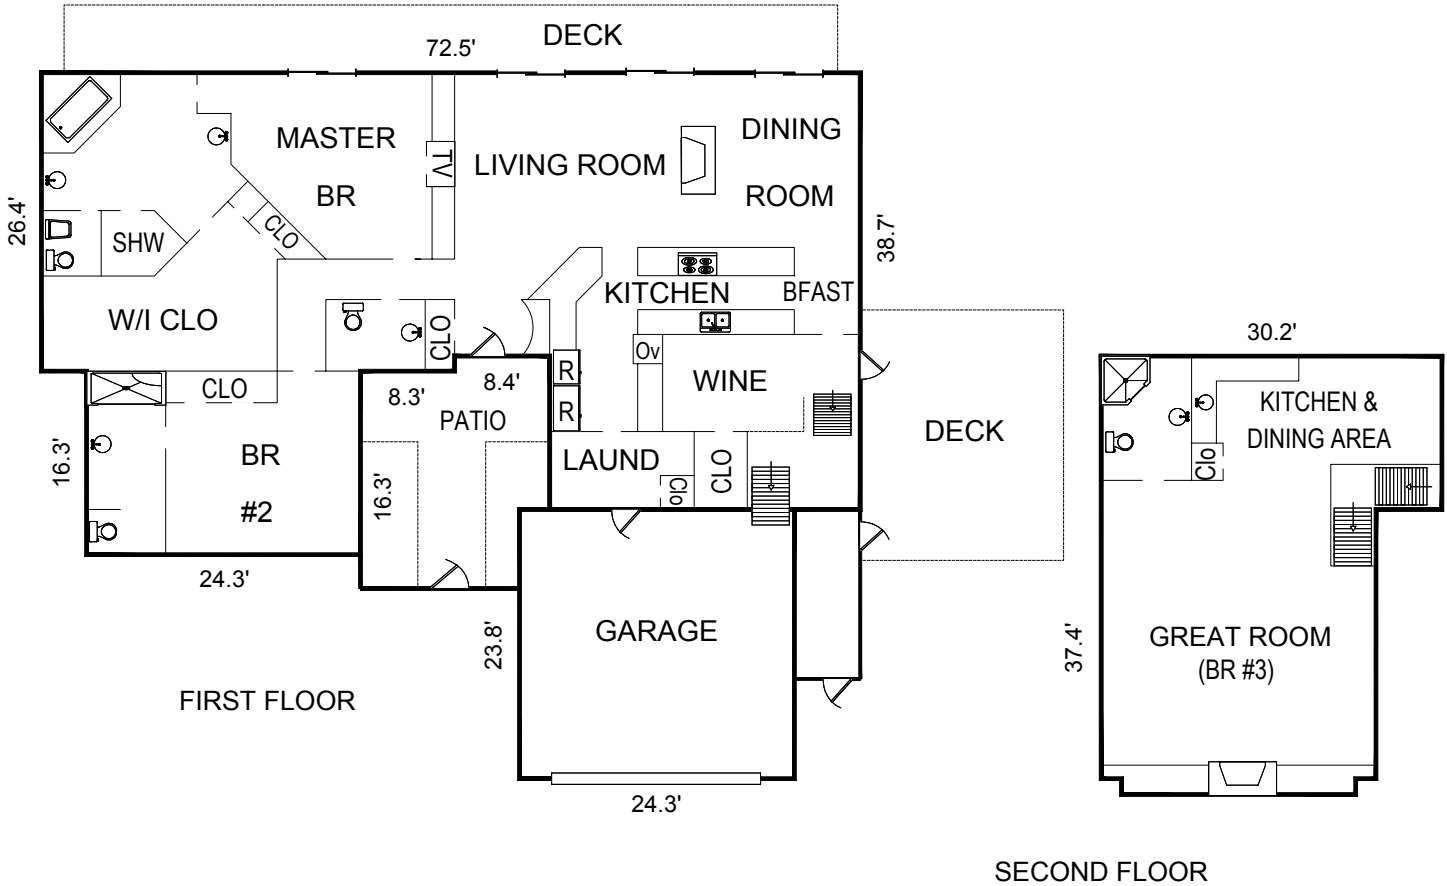 DECK
72.5'
MASTER
BR
TV
LIVING ROOM
DINING
ROOM
26.4'
SHW
CLO
38.7'
W/I CLO
CLO
KITCHEN
BFAST
Ov
WINE
R
R
CLO
8.3'
8.4'
PATIO
16.3'
BR
#2
16.3'
LAUND
Clo
CLO
DECK
24.3'
23.8'
GARAGE
24.3'
FIRST FLOOR
30.2'
KITCHEN &
DINING AREA
Clo
37.4'
GREAT ROOM
(BR #3)
SECOND FLOOR